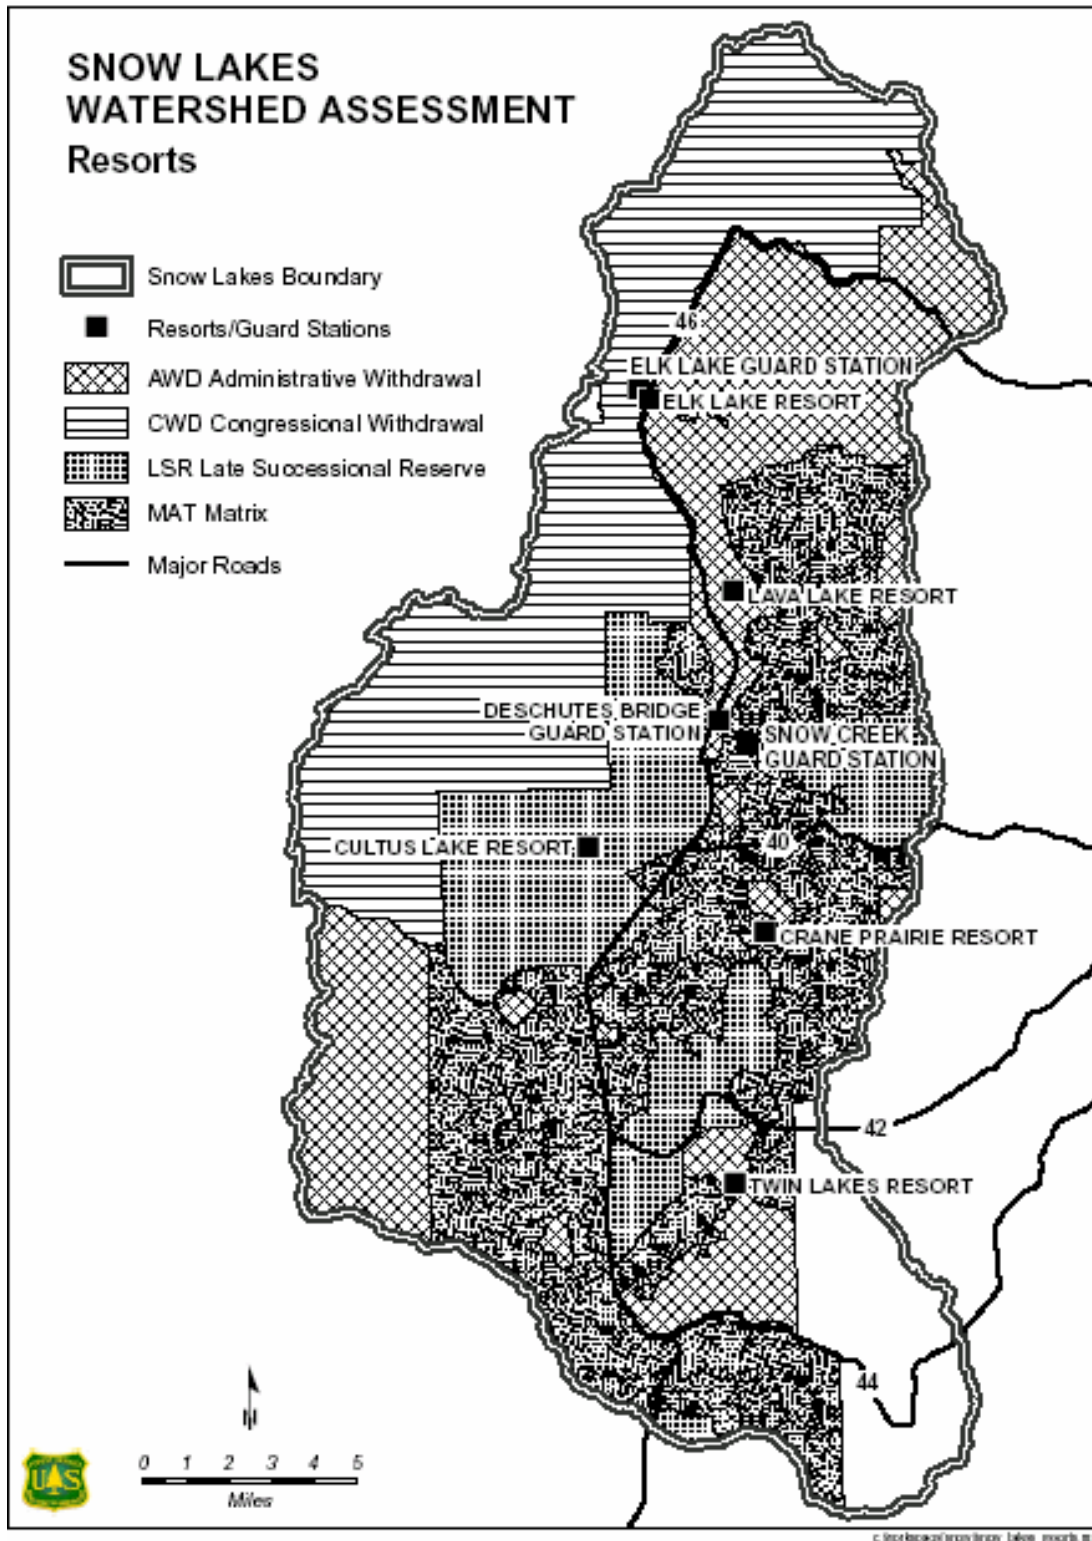 SNOW LAKES
WATERSHED ASSESSMENT
Resorts
Snow Lakes Boundary
Resorts/Guard Stations
AWD Administrative Withdrawal
CWD Congressional Withdrawal
LSR Late Successional Reserve
MAT Matrix
Major Roads
46
ELK LAKE GUARD STATION
ELK LAKE RESORT
LAVA LAKE RESORT
DESCHUTES BRIDGE
GUARD STATION
SNOW CREEK
GUARD STATION
40
CULTUS LAKE RESORT
CRANE PRAIRIE RESORT
42
TWIN LAKES RESORT
44
N
0 1 2 3 4 5
Miles
U S